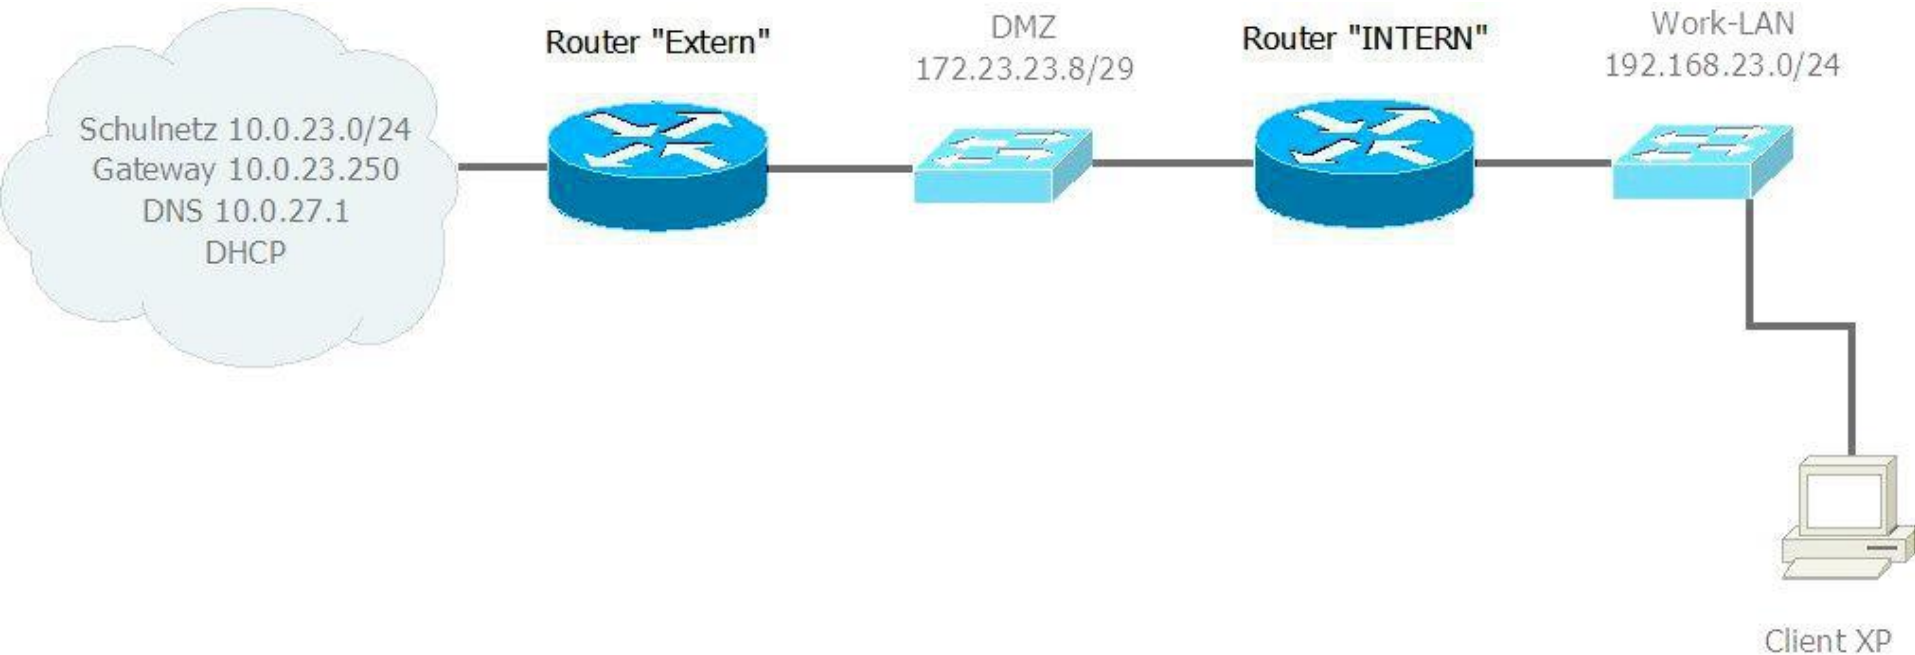 Schulnetz 10.0.23.0/24
Gateway 10.0.23.250
DNS 10.0.27.1
DHCP
Router "Extern"
DMZ
172.23.23.8/29
Router "INTERN"
Work-LAN
192.168.23.0/24
Client XP